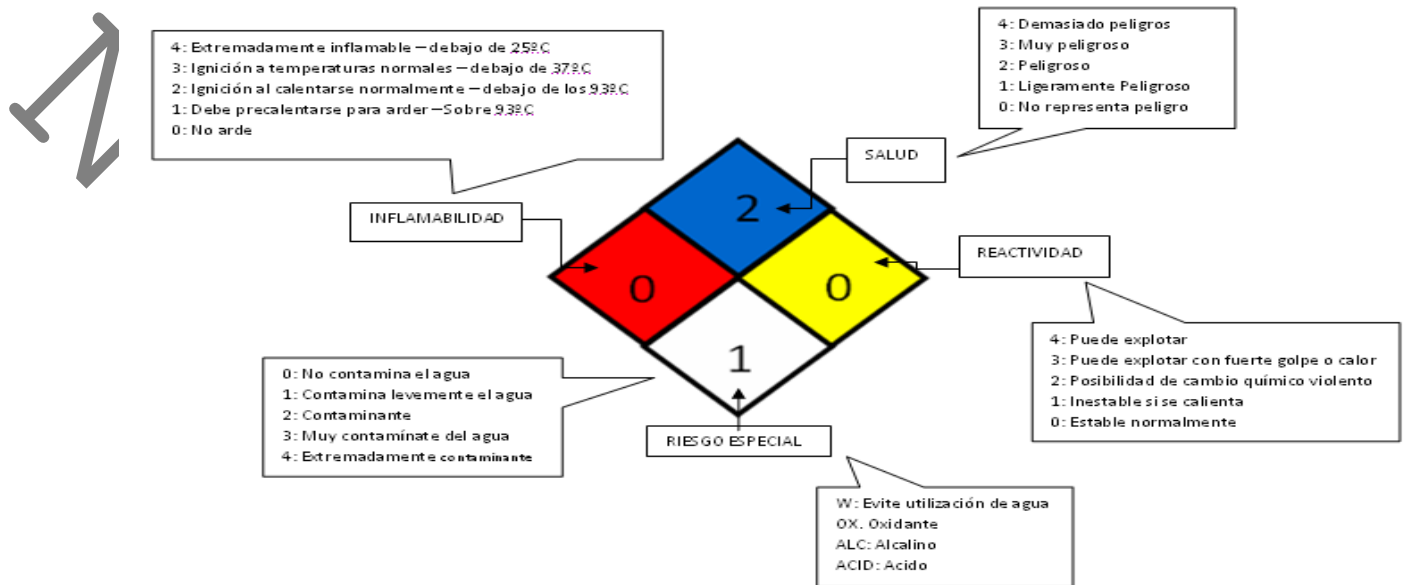 N
4: Extremadamente inflamable – debajo de 25ºC
3: Ignición a temperaturas normales – debajo de 37ºC
2: Ignición al calentarse normalmente – debajo de los 93ºC
1: Debe precalentarse para arder – Sobre 93ºC
0: No arde
4: Demasiado peligros
3: Muy peligroso
2: Peligroso
1: Ligeramente Peligroso
0: No representa peligro
SALUD
INFLAMABILIDAD
2
REACTIVIDAD
0
0
1
4: Puede explotar
3: Puede explotar con fuerte golpe o calor
2: Posibilidad de cambio químico violento
1: Inestable si se calienta
0: Estable normalmente
0: No contamina el agua
1: Contamina levemente el agua
2: Contaminante
3: Muy contamínate del agua
4: Extremadamente contaminante
RIESGO ESPECIAL
W: Evite utilización de agua
OX. Oxidante
ALC: Alcalino
ACID: Acido